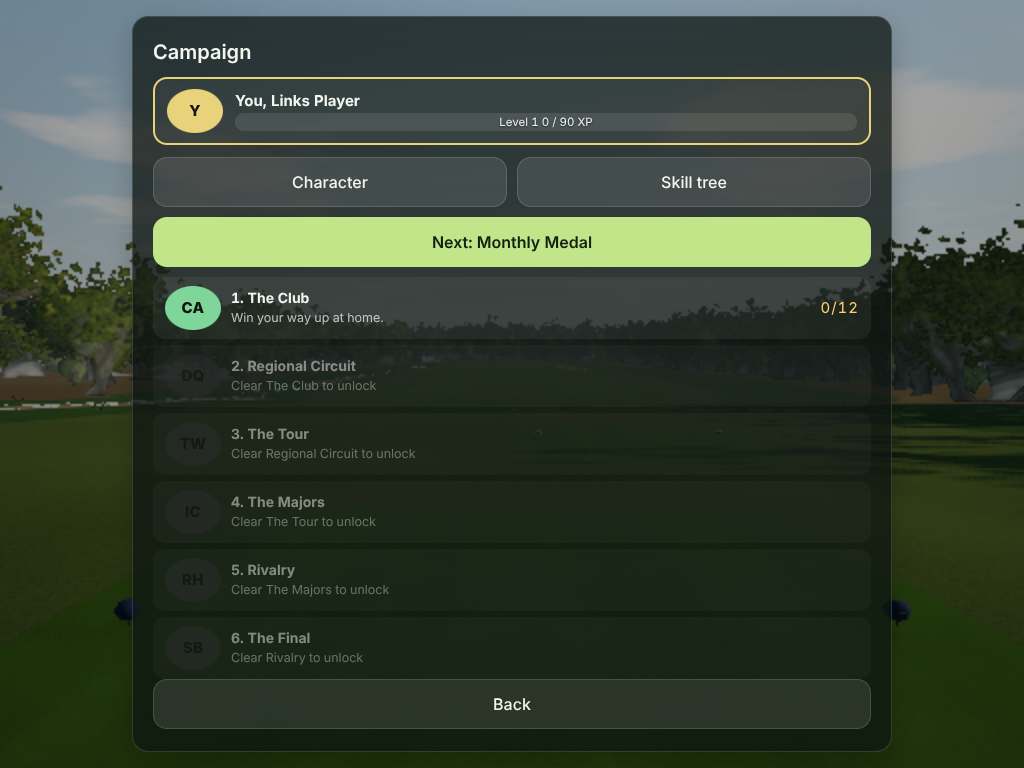 Campaign
Y
You, Links Player
Level 1 0 / 90 XP
Character
Skill tree
Next: Monthly Medal
CA
1. The Club
Win your way up at home.
0/12
DQ
2. Regional Circuit
Clear The Club to unlock
TW
3. The Tour
Clear Regional Circuit to unlock
IC
4. The Majors
Clear The Tour to unlock
RH
5. Rivalry
Clear The Majors to unlock
SB
6. The Final
Clear Rivalry to unlock
Back